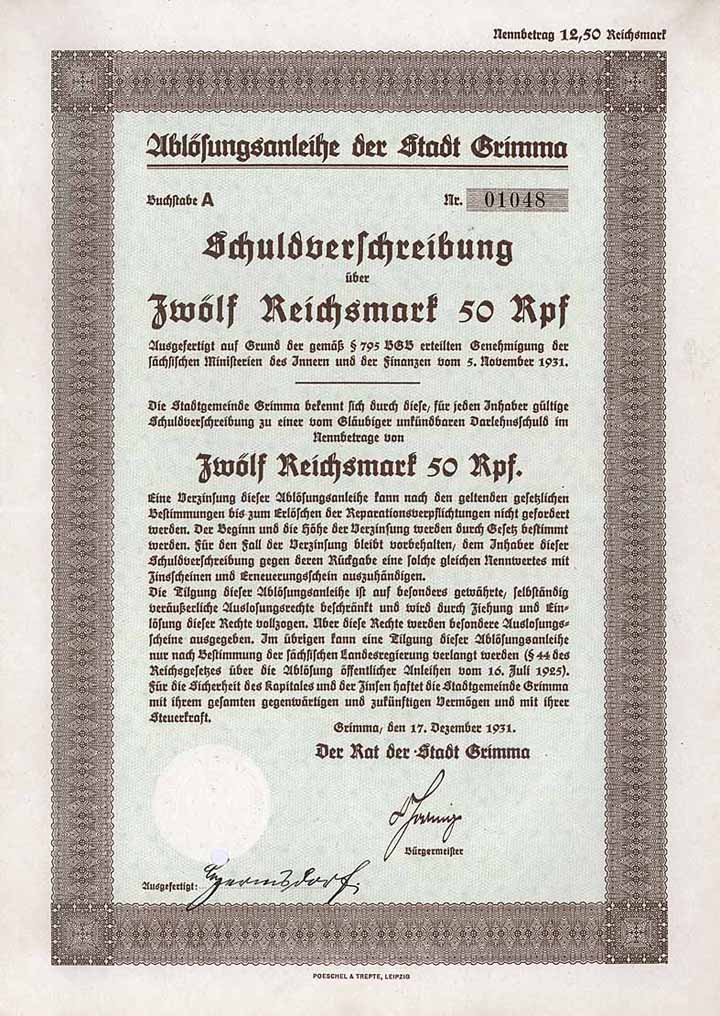 Nennbetrag 12,50 Reichsmark
Ablösungsanleihe der Stadt Grimma
Buchstabe A Nr. 01048
Schuldverschreibung
über
Zwölf Reichsmark 50 Rpf
Ausgefertigt auf Grund der gemäß § 795 BGB erteilten Genehmigung der
sächsischen Ministerien des Innern und der Finanzen vom 5. November 1931.
Die Stadtgemeinde Grimma bekennt sich durch diese, für jeden Inhaber gültige
Schuldverschreibung zu einer vom Gläubiger unkündbaren Darlehnsschuld im
Nennbetrage von
Zwölf Reichsmark 50 Rpf.
Eine Verzinsung dieser Ablösungsanleihe kann nach den geltenden gesetzlichen
Bestimmungen bis zum Erlöschen der Reparationsverpflichtungen nicht gefordert
werden. Der Beginn und die Höhe der Verzinsung werden durch Gesetz bestimmt
werden. Für den Fall der Verzinsung bleibt vorbehalten, dem Inhaber dieser
Schuldverschreibung gegen deren Rückgabe eine solche gleichen Nennwertes mit
Zinsscheinen und Erneuerungsschein auszuhändigen.
Die Tilgung dieser Ablösungsanleihe ist auf besonders gewährte, selbständig
veräußerliche Auslosungsrechte beschränkt und wird durch Ziehung und Ein-
lösung dieser Rechte vollzogen. Über diese Rechte werden besondere Auslosungs-
scheine ausgegeben. Im übrigen kann eine Tilgung dieser Ablösungsanleihe
nur nach Bestimmung der sächsischen Landesregierung verlangt werden (§ 44 des
Reichsgesetzes über die Ablösung öffentlicher Anleihen vom 16. Juli 1925).
Für die Sicherheit des Kapitales und der Zinsen haftet die Stadtgemeinde Grimma
mit ihrem gesamten gegenwärtigen und zukünftigen Vermögen und mit ihrer
Steuerkraft.
Grimma, den 17. Dezember 1931.
Der Rat der Stadt Grimma
Bürgermeister
Ausgefertigt:
POESCHEL & TREPTE, LEIPZIG